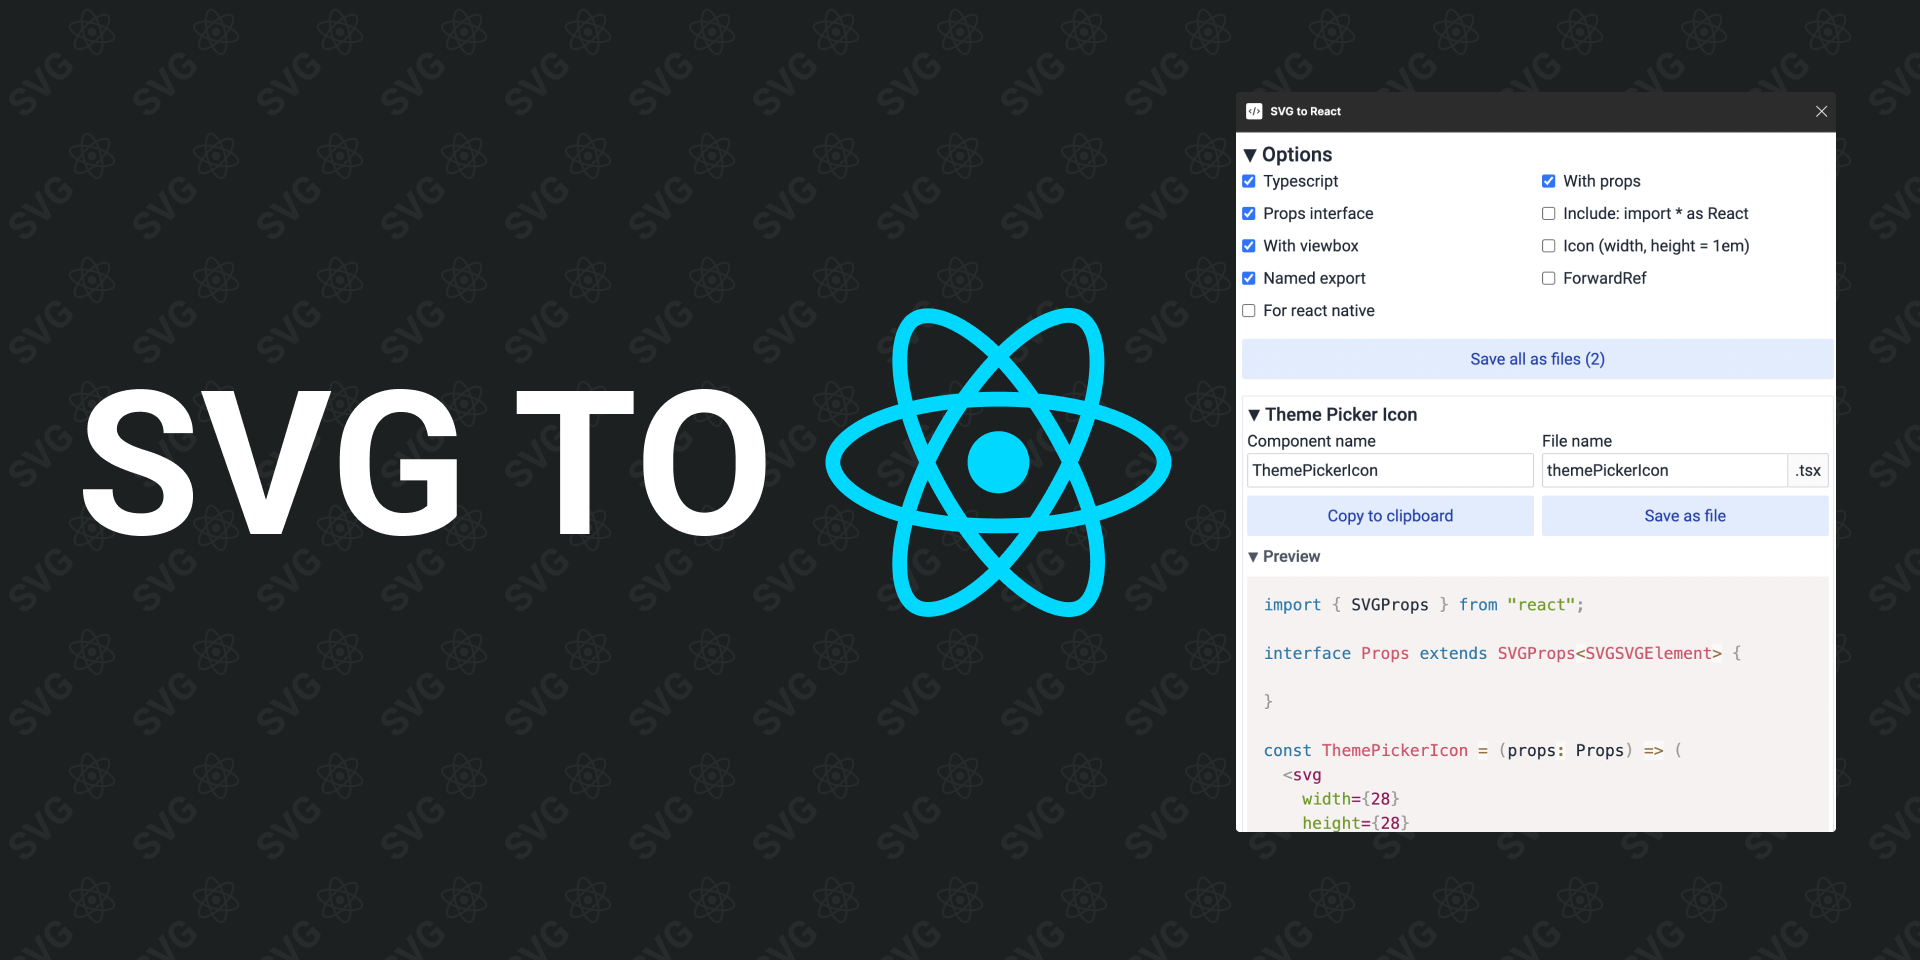 SVG TO
SVG to React
Options
Typescript
With props
Props interface
Include: import * as React
With viewbox
Icon (width, height = 1em)
Named export
ForwardRef
For react native
Save all as files (2)
Theme Picker Icon
Component name
File name
ThemePickerIcon
themePickerIcon
.tsx
Copy to clipboard
Save as file
Preview
import { SVGProps } from "react";
interface Props extends SVGProps<SVGSVGElement> {
}
const ThemePickerIcon = (props: Props) => (
<svg
width={28}
height={28}